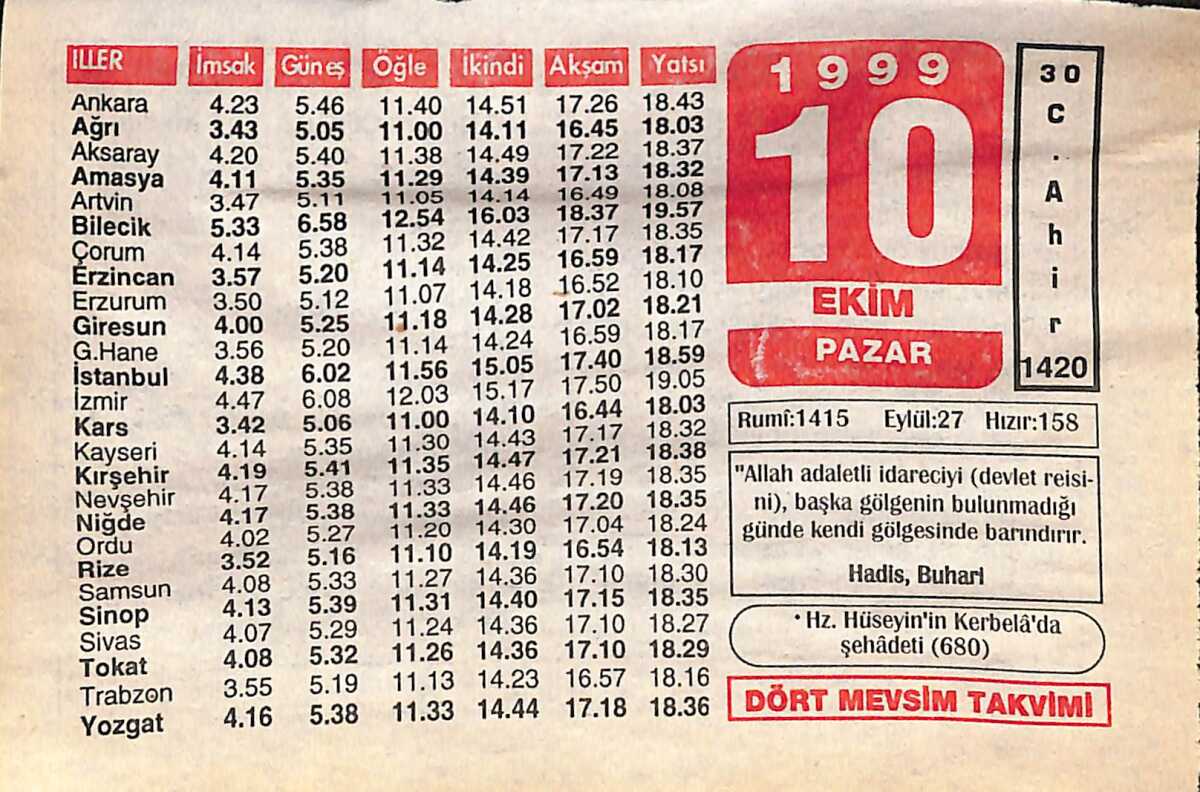 İLLER İmsak Güneş Öğle İkindi Akşam Yatsı
Ankara 4.23 5.46 11.40 14.51 17.26 18.43
Ağrı 3.43 5.05 11.00 14.11 16.45 18.03
Aksaray 4.20 5.40 11.38 14.49 17.22 18.37
Amasya 4.11 5.35 11.29 14.39 17.13 18.32
Artvin 3.47 5.11 11.05 14.14 16.49 18.08
Bilecik 5.33 6.58 12.54 16.03 18.37 19.57
Çorum 4.14 5.38 11.32 14.42 17.17 18.35
Erzincan 3.57 5.20 11.14 14.25 16.59 18.17
Erzurum 3.50 5.12 11.07 14.18 16.52 18.10
Giresun 4.00 5.25 11.18 14.28 17.02 18.21
G.Hane 3.56 5.20 11.14 14.24 16.59 18.17
İstanbul 4.38 6.02 11.56 15.05 17.40 18.59
İzmir 4.47 6.08 12.03 15.17 17.50 19.05
Kars 3.42 5.06 11.00 14.10 16.44 18.03
Kayseri 4.14 5.35 11.30 14.43 17.17 18.32
Kırşehir 4.19 5.41 11.35 14.47 17.21 18.38
Nevşehir 4.17 5.38 11.33 14.46 17.19 18.35
Niğde 4.17 5.38 11.33 14.46 17.20 18.35
Ordu 4.02 5.27 11.20 14.30 17.04 18.24
Rize 3.52 5.16 11.10 14.19 16.54 18.13
Samsun 4.08 5.33 11.27 14.36 17.10 18.30
Sinop 4.13 5.39 11.31 14.40 17.15 18.35
Sivas 4.07 5.29 11.24 14.36 17.10 18.27
Tokat 4.08 5.32 11.26 14.36 17.10 18.29
Trabzon 3.55 5.19 11.13 14.23 16.57 18.16
Yozgat 4.16 5.38 11.33 14.44 17.18 18.36
1999
10
EKİM
PAZAR
30
C
.
A
h
i
r
1420
Rumî:1415 Eylül:27 Hızır:158
"Allah adaletli idareciyi (devlet reisi-
ni), başka gölgenin bulunmadığı
günde kendi gölgesinde barındırır.
Hadis, Buhari
• Hz. Hüseyin'in Kerbelâ'da
şehâdeti (680)
DÖRT MEVSİM TAKVİMİ